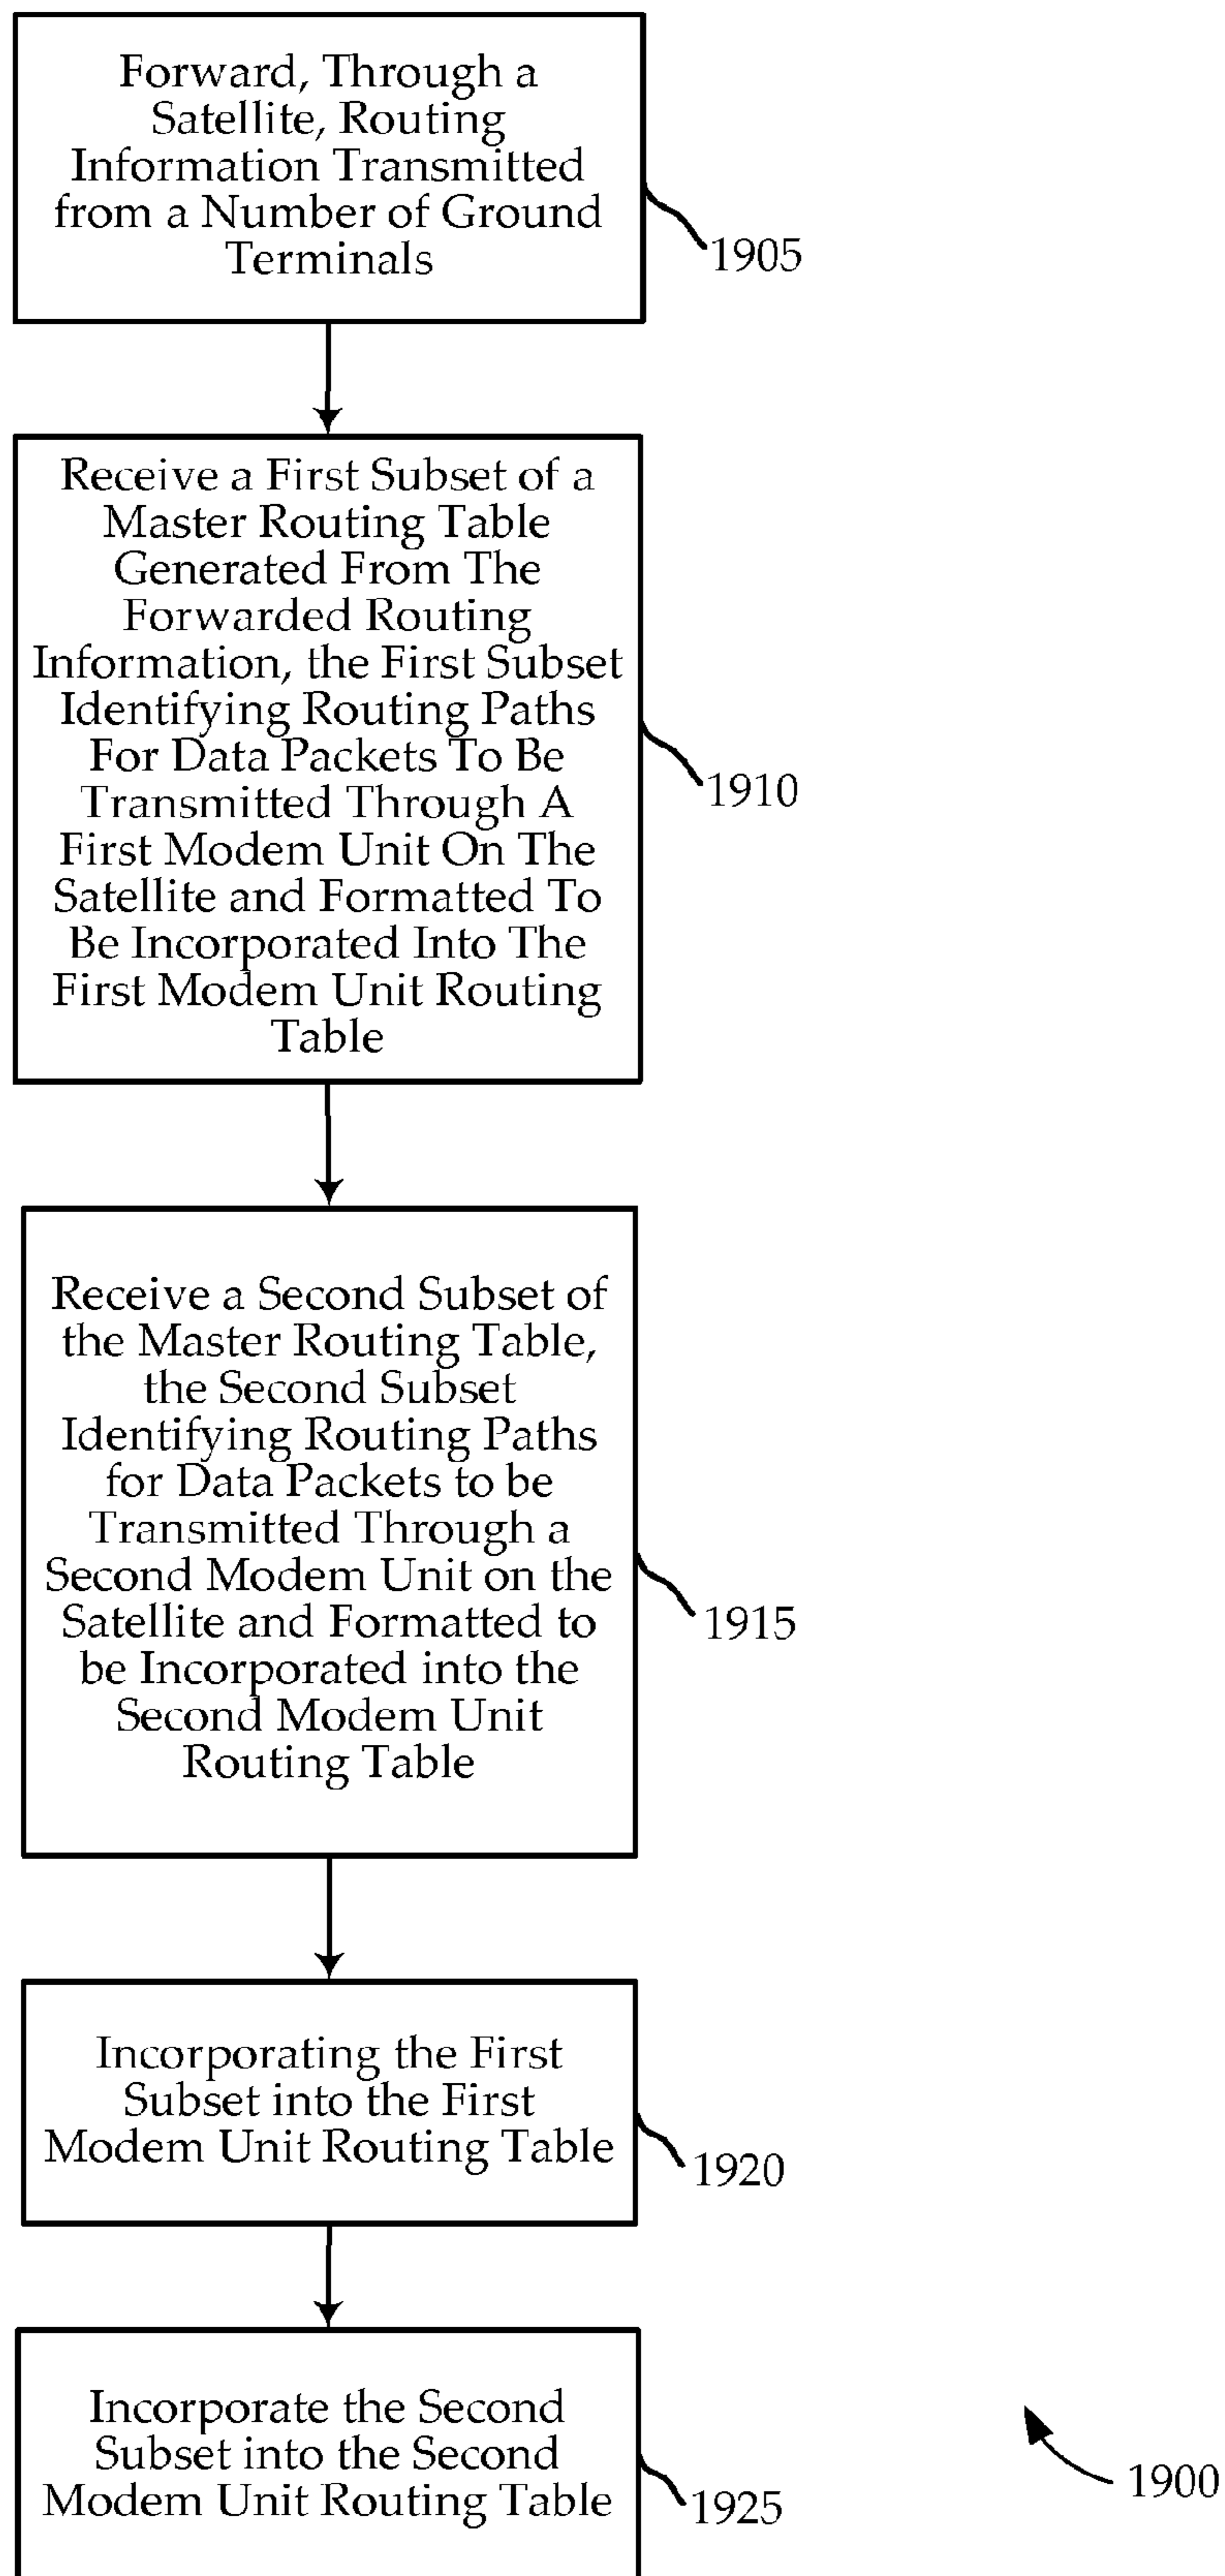 Forward, Through a
Satellite, Routing
Information Transmitted
from a Number of Ground
Terminals
1905
Receive a First Subset of a
Master Routing Table
Generated From The
Forwarded Routing
Information, the First Subset
Identifying Routing Paths
For Data Packets To Be
Transmitted Through A
First Modem Unit On The
Satellite and Formatted To
Be Incorporated Into The
First Modem Unit Routing
Table
1910
Receive a Second Subset of
the Master Routing Table,
the Second Subset
Identifying Routing Paths
for Data Packets to be
Transmitted Through a
Second Modem Unit on the
Satellite and Formatted to
be Incorporated into the
Second Modem Unit
Routing Table
1915
Incorporating the First
Subset into the First
Modem Unit Routing Table
1920
Incorporate the Second
Subset into the Second
Modem Unit Routing Table
1925
1900